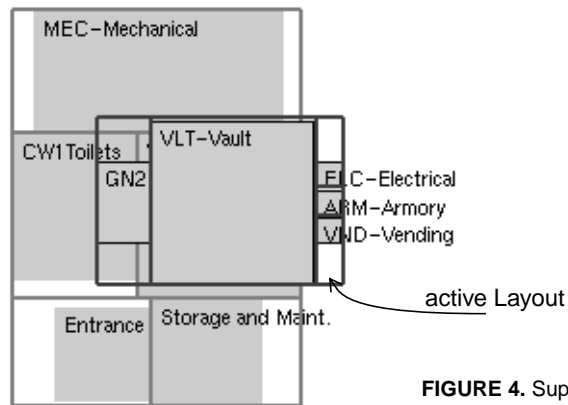 MEC-Mechanical
VLT-Vault
CW1 Toilets
GN2
ELC-Electrical
ARM-Armory
VND-Vending
active Layout
Entrance
Storage and Maint.
FIGURE 4. Sup